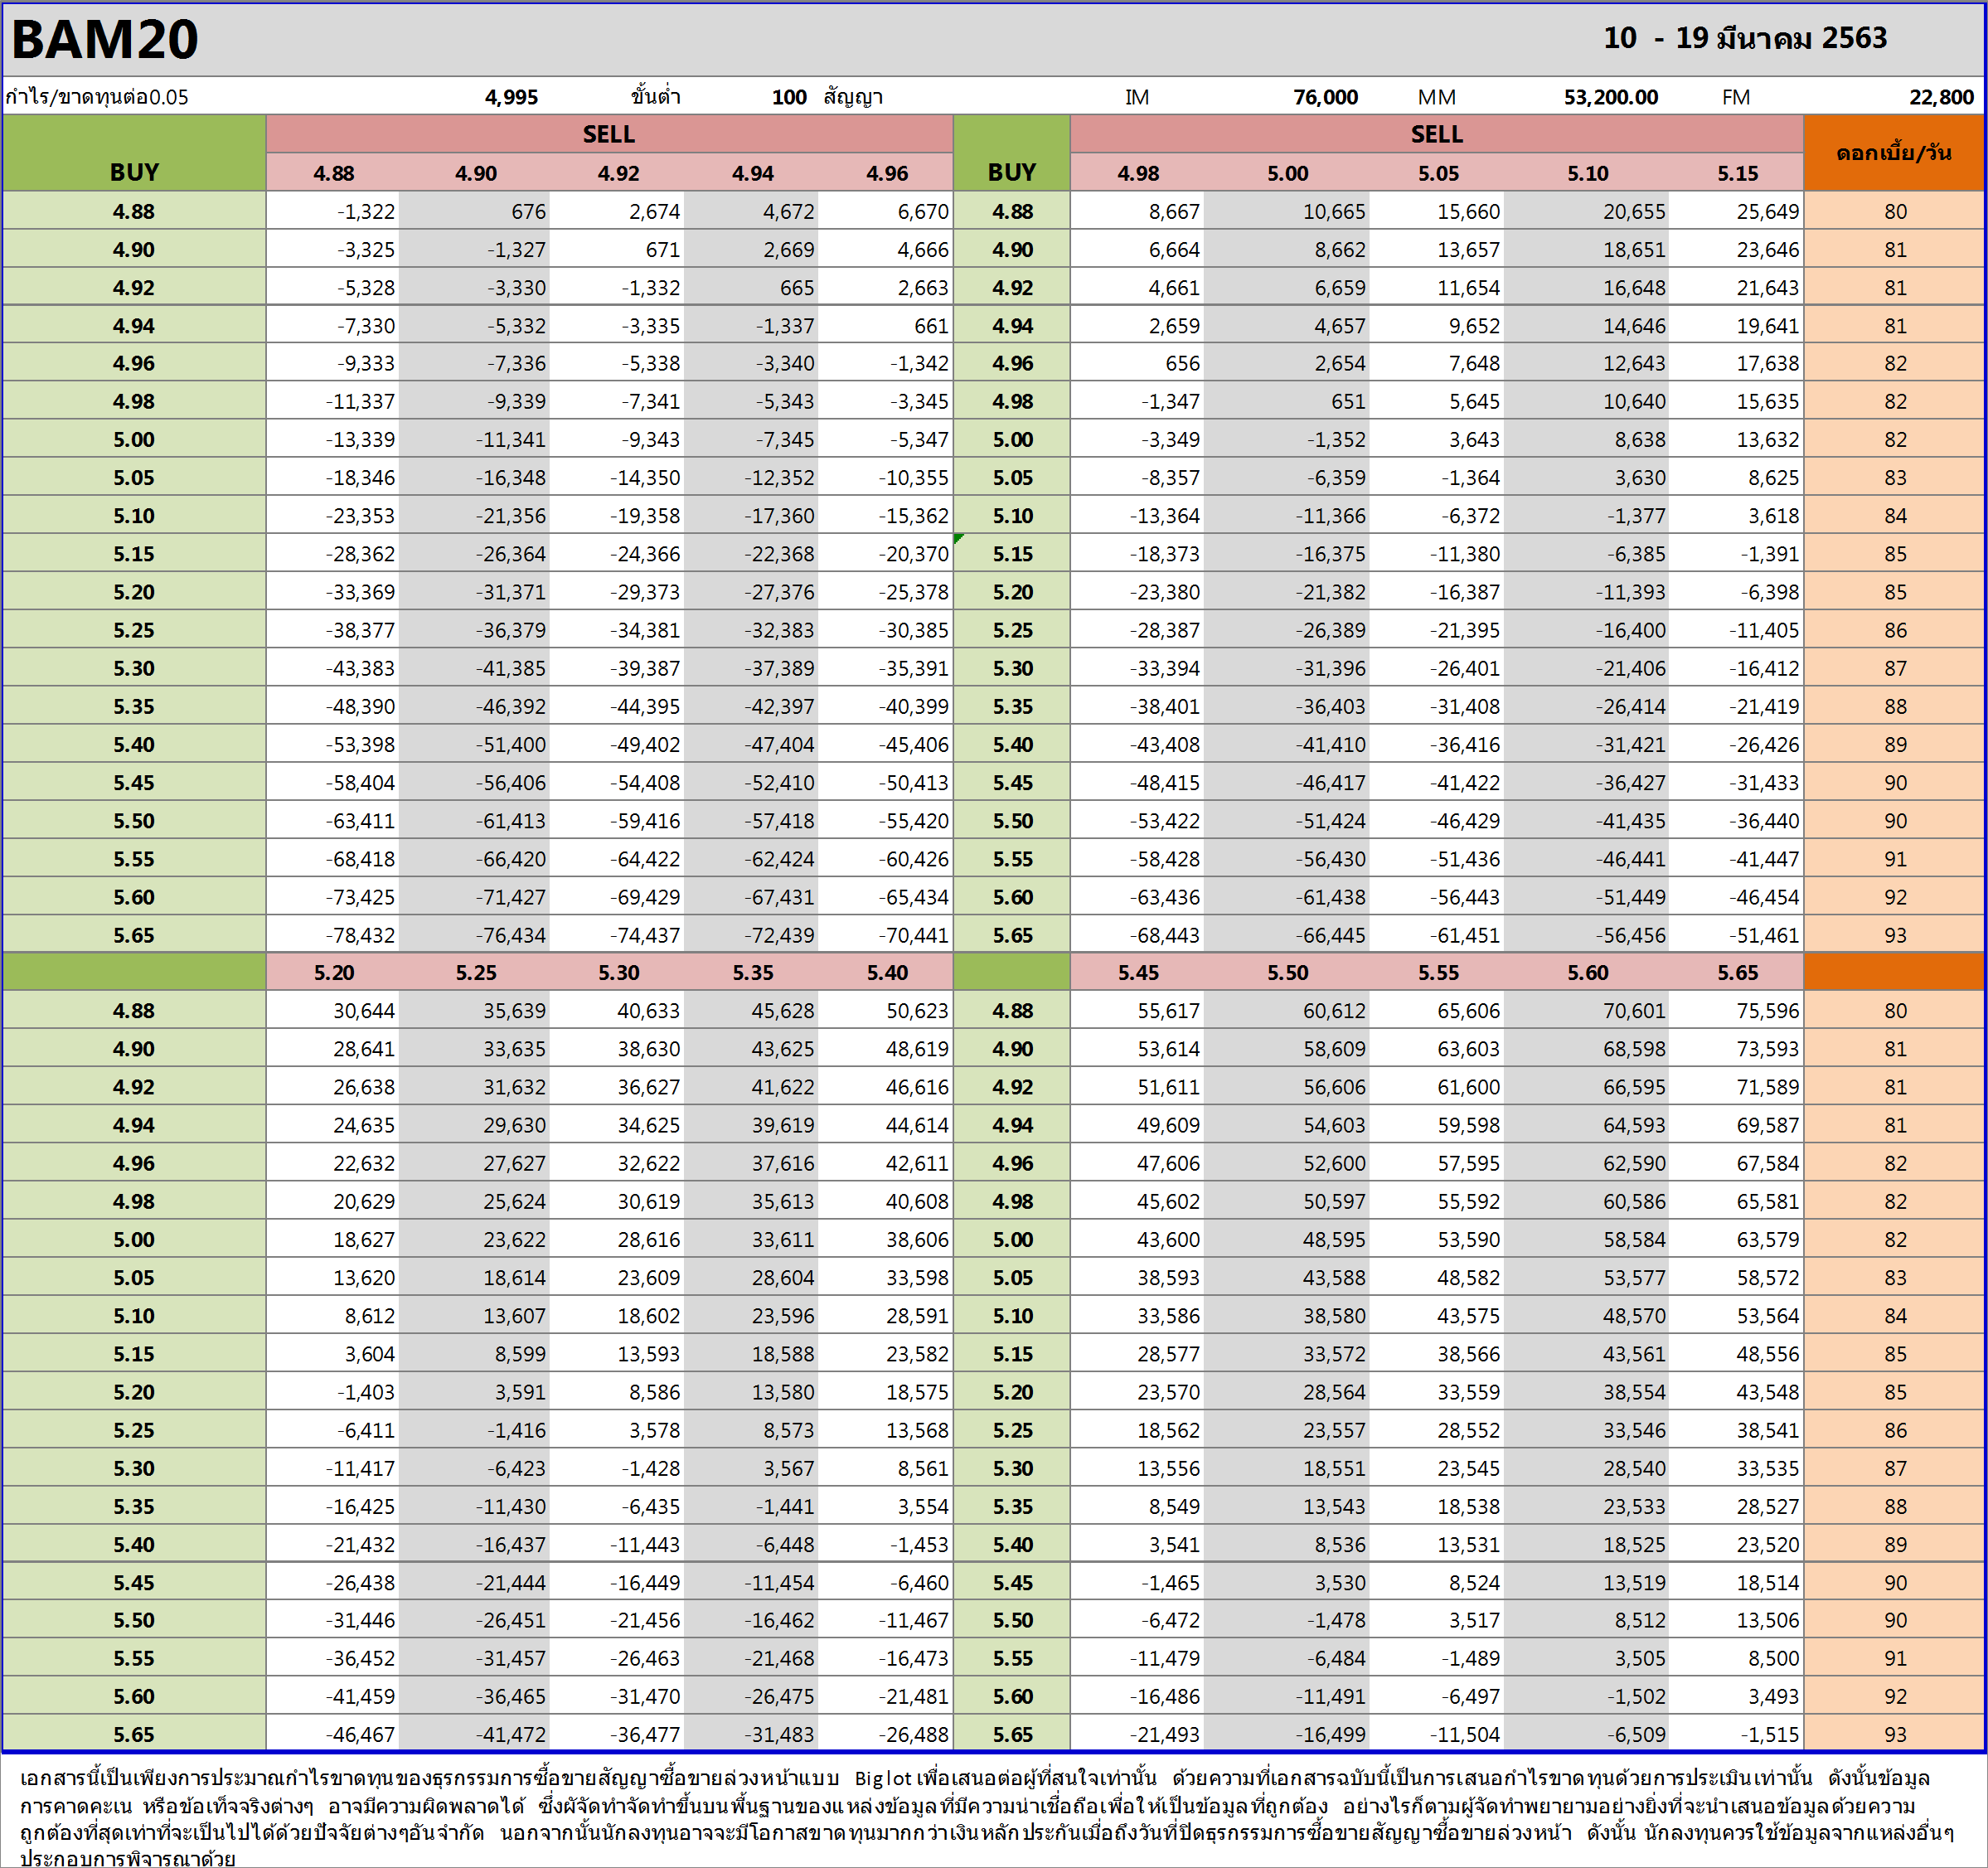 BAM20 10 - 19 มีนาคม 2563
กำไร/ขาดทุนต่อ0.05 4,995 ขั้นต่ำ 100 สัญญา IM 76,000 MM 53,200.00 FM 22,800
BUY SELL BUY SELL ดอกเบี้ย/วัน
4.88 4.90 4.92 4.94 4.96 4.98 5.00 5.05 5.10 5.15
4.88 -1,322 676 2,674 4,672 6,670 4.88 8,667 10,665 15,660 20,655 25,649 80
4.90 -3,325 -1,327 671 2,669 4,666 4.90 6,664 8,662 13,657 18,651 23,646 81
4.92 -5,328 -3,330 -1,332 665 2,663 4.92 4,661 6,659 11,654 16,648 21,643 81
4.94 -7,330 -5,332 -3,335 -1,337 661 4.94 2,659 4,657 9,652 14,646 19,641 81
4.96 -9,333 -7,336 -5,338 -3,340 -1,342 4.96 656 2,654 7,648 12,643 17,638 82
4.98 -11,337 -9,339 -7,341 -5,343 -3,345 4.98 -1,347 651 5,645 10,640 15,635 82
5.00 -13,339 -11,341 -9,343 -7,345 -5,347 5.00 -3,349 -1,352 3,643 8,638 13,632 82
5.05 -18,346 -16,348 -14,350 -12,352 -10,355 5.05 -8,357 -6,359 -1,364 3,630 8,625 83
5.10 -23,353 -21,356 -19,358 -17,360 -15,362 5.10 -13,364 -11,366 -6,372 -1,377 3,618 84
5.15 -28,362 -26,364 -24,366 -22,368 -20,370 5.15 -18,373 -16,375 -11,380 -6,385 -1,391 85
5.20 -33,369 -31,371 -29,373 -27,376 -25,378 5.20 -23,380 -21,382 -16,387 -11,393 -6,398 85
5.25 -38,377 -36,379 -34,381 -32,383 -30,385 5.25 -28,387 -26,389 -21,395 -16,400 -11,405 86
5.30 -43,383 -41,385 -39,387 -37,389 -35,391 5.30 -33,394 -31,396 -26,401 -21,406 -16,412 87
5.35 -48,390 -46,392 -44,395 -42,397 -40,399 5.35 -38,401 -36,403 -31,408 -26,414 -21,419 88
5.40 -53,398 -51,400 -49,402 -47,404 -45,406 5.40 -43,408 -41,410 -36,416 -31,421 -26,426 89
5.45 -58,404 -56,406 -54,408 -52,410 -50,413 5.45 -48,415 -46,417 -41,422 -36,427 -31,433 90
5.50 -63,411 -61,413 -59,416 -57,418 -55,420 5.50 -53,422 -51,424 -46,429 -41,435 -36,440 90
5.55 -68,418 -66,420 -64,422 -62,424 -60,426 5.55 -58,428 -56,430 -51,436 -46,441 -41,447 91
5.60 -73,425 -71,427 -69,429 -67,431 -65,434 5.60 -63,436 -61,438 -56,443 -51,449 -46,454 92
5.65 -78,432 -76,434 -74,437 -72,439 -70,441 5.65 -68,443 -66,445 -61,451 -56,456 -51,461 93
5.20 5.25 5.30 5.35 5.40 5.45 5.50 5.55 5.60 5.65
4.88 30,644 35,639 40,633 45,628 50,623 4.88 55,617 60,612 65,606 70,601 75,596 80
4.90 28,641 33,635 38,630 43,625 48,619 4.90 53,614 58,609 63,603 68,598 73,593 81
4.92 26,638 31,632 36,627 41,622 46,616 4.92 51,611 56,606 61,600 66,595 71,589 81
4.94 24,635 29,630 34,625 39,619 44,614 4.94 49,609 54,603 59,598 64,593 69,587 81
4.96 22,632 27,627 32,622 37,616 42,611 4.96 47,606 52,600 57,595 62,590 67,584 82
4.98 20,629 25,624 30,619 35,613 40,608 4.98 45,602 50,597 55,592 60,586 65,581 82
5.00 18,627 23,622 28,616 33,611 38,606 5.00 43,600 48,595 53,590 58,584 63,579 82
5.05 13,620 18,614 23,609 28,604 33,598 5.05 38,593 43,588 48,582 53,577 58,572 83
5.10 8,612 13,607 18,602 23,596 28,591 5.10 33,586 38,580 43,575 48,570 53,564 84
5.15 3,604 8,599 13,593 18,588 23,582 5.15 28,577 33,572 38,566 43,561 48,556 85
5.20 -1,403 3,591 8,586 13,580 18,575 5.20 23,570 28,564 33,559 38,554 43,548 85
5.25 -6,411 -1,416 3,578 8,573 13,568 5.25 18,562 23,557 28,552 33,546 38,541 86
5.30 -11,417 -6,423 -1,428 3,567 8,561 5.30 13,556 18,551 23,545 28,540 33,535 87
5.35 -16,425 -11,430 -6,435 -1,441 3,554 5.35 8,549 13,543 18,538 23,533 28,527 88
5.40 -21,432 -16,437 -11,443 -6,448 -1,453 5.40 3,541 8,536 13,531 18,525 23,520 89
5.45 -26,438 -21,444 -16,449 -11,454 -6,460 5.45 -1,465 3,530 8,524 13,519 18,514 90
5.50 -31,446 -26,451 -21,456 -16,462 -11,467 5.50 -6,472 -1,478 3,517 8,512 13,506 90
5.55 -36,452 -31,457 -26,463 -21,468 -16,473 5.55 -11,479 -6,484 -1,489 3,505 8,500 91
5.60 -41,459 -36,465 -31,470 -26,475 -21,481 5.60 -16,486 -11,491 -6,497 -1,502 3,493 92
5.65 -46,467 -41,472 -36,477 -31,483 -26,488 5.65 -21,493 -16,499 -11,504 -6,509 -1,515 93
เอกสารนี้เป็นเพียงการประมาณกำไรขาดทุนของธุรกรรมการซื้อขายสัญญาซื้อขายล่วงหน้าแบบ Biglot เพื่อเสนอต่อผู้ที่สนใจเท่านั้น ด้วยความที่เอกสารฉบับนี้เป็นการเสนอกำไรขาดทุนด้วยการประเมินเท่านั้น ดังนั้นข้อมูล
การคาดคะเน หรือข้อเท็จจริงต่างๆ อาจมีความผิดพลาดได้ ซึ่งผัจัดทำจัดทำขึ้นบนพื้นฐานของแหล่งข้อมูลที่มีความน่าเชื่อถือเพื่อให้เป็นข้อมูลที่ถูกต้อง อย่างไรก็ตามผู้จัดทำพยายามอย่างยิ่งที่จะนำเสนอข้อมูลด้วยความ
ถูกต้องที่สุดเท่าที่จะเป็นไปได้ด้วยปัจจัยต่างๆอันจำกัด นอกจากนั้นนักลงทุนอาจจะมีโอกาสขาดทุนมากกว่าเงินหลักประกันเมื่อถึงวันที่ปิดธุรกรรมการซื้อขายสัญญาซื้อขายล่วงหน้า ดังนั้น นักลงทุนควรใช้ข้อมูลจากแหล่งอื่นๆ
ประกอบการพิจารณาด้วย